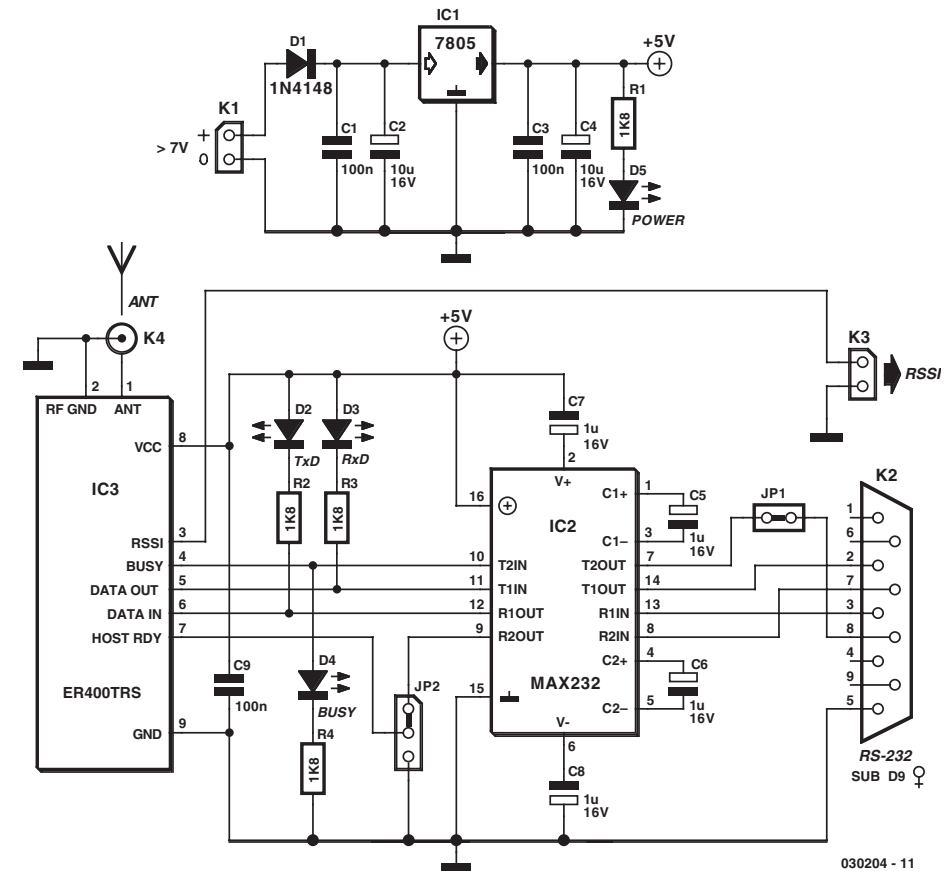 IC1
D1
7805
+5V
1N4148
R1
K1
1K8
+
> 7V
0
C1
C2
C3
C4
100n
10u
16V
100n
10u
16V
D5
POWER
ANT
K4
+5V
K3
RSSI
2
1
RF GND
ANT
D2
D3
C7
1u
16V
VCC
8
TxD
RxD
2
K2
IC3
R2
R3
V+
C1+
1
C5
JP1
1K8
1K8
16
IC2
1
6
RSSI
3
C1–
3
1u
16V
BUSY
4
10
T2IN
T2OUT
7
2
DATA OUT
5
11
T1IN
T1OUT
14
7
DATA IN
6
12
R1OUT
R1IN
13
3
HOST RDY
7
9
R2OUT
R2IN
8
8
D4
C2+
4
C6
4
C9
100n
ER400TRS
JP2
15
MAX232
9
BUSY
C2–
5
1u
16V
5
GND
9
R4
V-
6
1K8
C8
1u
16V
RS-232
SUB D9 ♀
030204 - 11